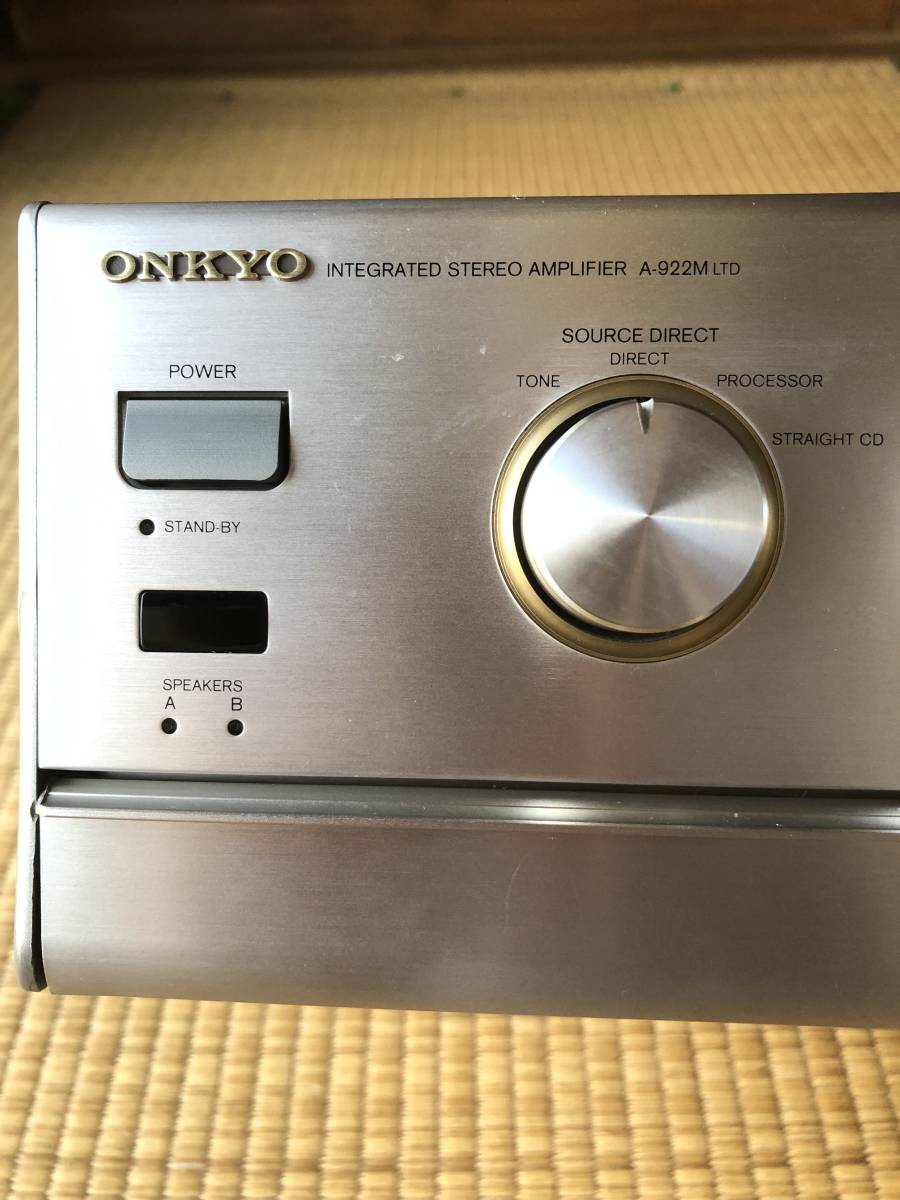 ONKYO INTEGRATED STEREO AMPLIFIER A-922M LTD
SOURCE DIRECT
DIRECT
TONE PROCESSOR
STRAIGHT CD
POWER
STAND-BY
SPEAKERS
A B